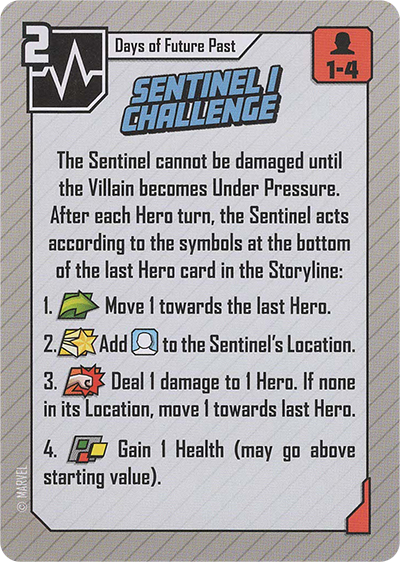 2
Days of Future Past
1-4
SENTINEL I
CHALLENGE
The Sentinel cannot be damaged until
the Villain becomes Under Pressure.
After each Hero turn, the Sentinel acts
according to the symbols at the bottom
of the last Hero card in the Storyline:
1. Move 1 towards the last Hero.
2. Add to the Sentinel's Location.
3. Deal 1 damage to 1 Hero. If none
in its Location, move 1 towards last Hero.
4. Gain 1 Health (may go above
starting value).
© MARVEL